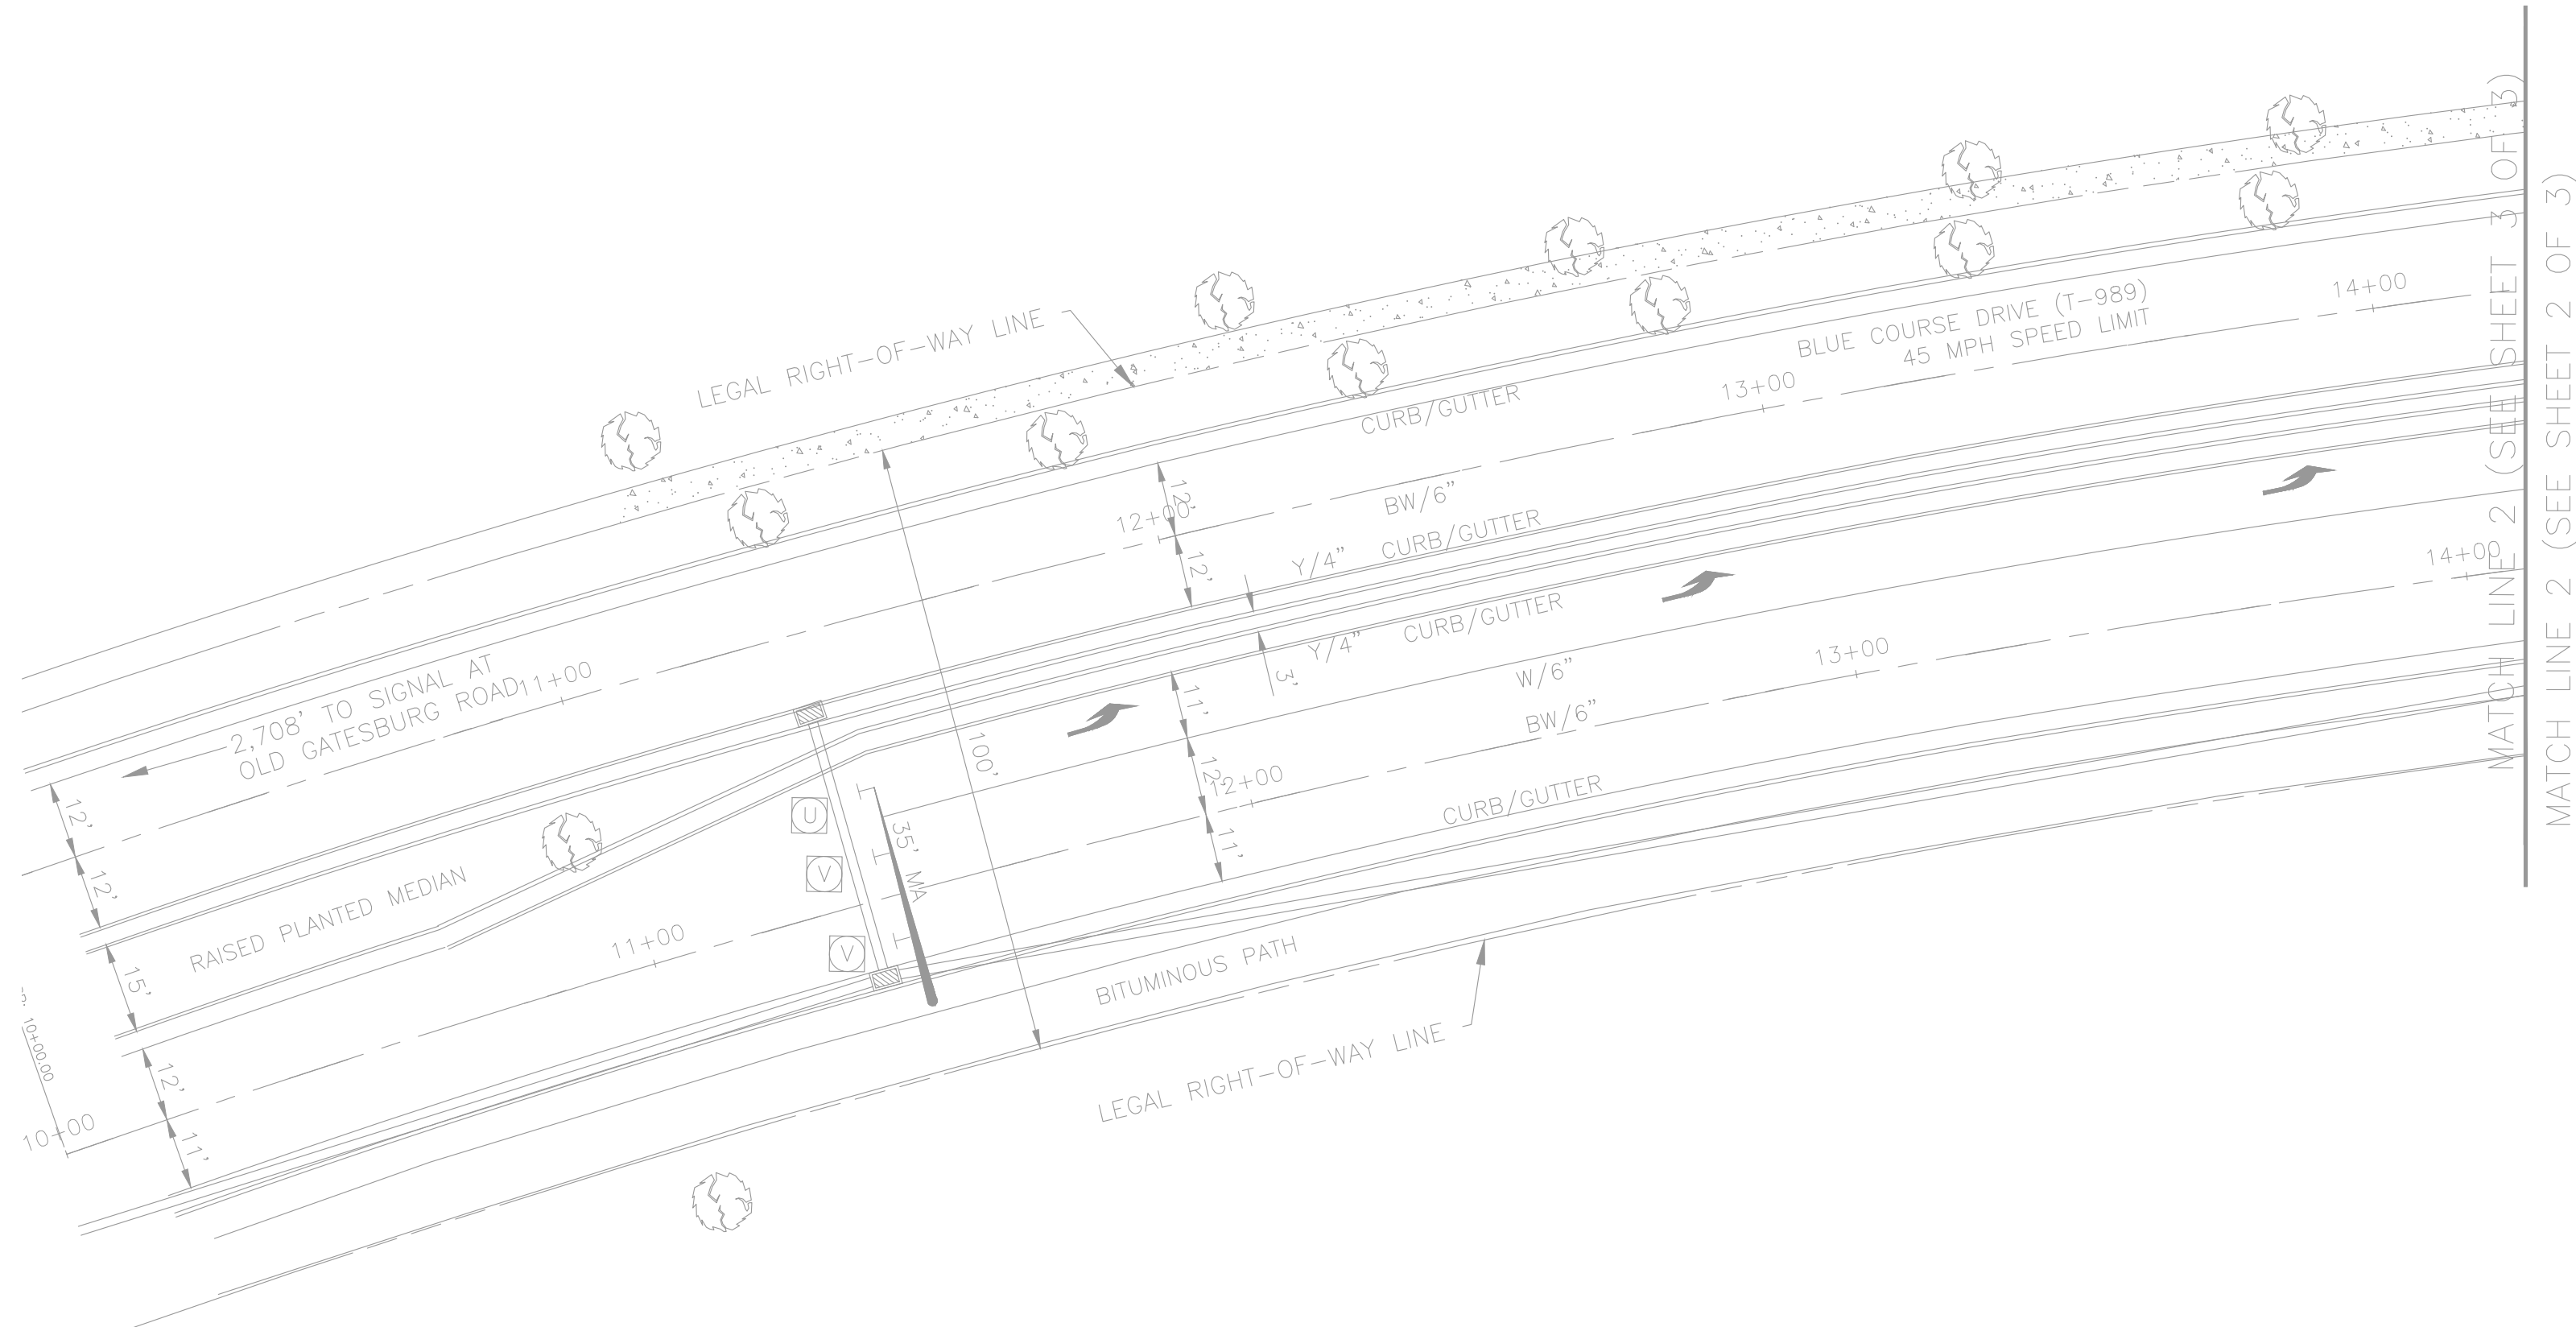 LEGAL RIGHT-OF-WAY LINE
BLUE COURSE DRIVE (T-989)
45 MPH SPEED LIMIT
14+00
13+00
CURB/GUTTER
12'
12+00
BW/6"
12'
Y/4" CURB/GUTTER
Y/4" CURB/GUTTER
3'
2,708' TO SIGNAL AT
OLD GATESBURG ROAD
11+00
100'
11'
12'
11'
W/6"
BW/6"
13+00
14+00
12+00
CURB/GUTTER
12'
12'
15'
12'
11'
RAISED PLANTED MEDIAN
U
V
V
35' MA
11+00
BITUMINOUS PATH
LEGAL RIGHT-OF-WAY LINE
10+00.00
10+00
MATCH LINE 2 (SEE SHEET 3 OF 3)
MATCH LINE 2 (SEE SHEET 2 OF 3)